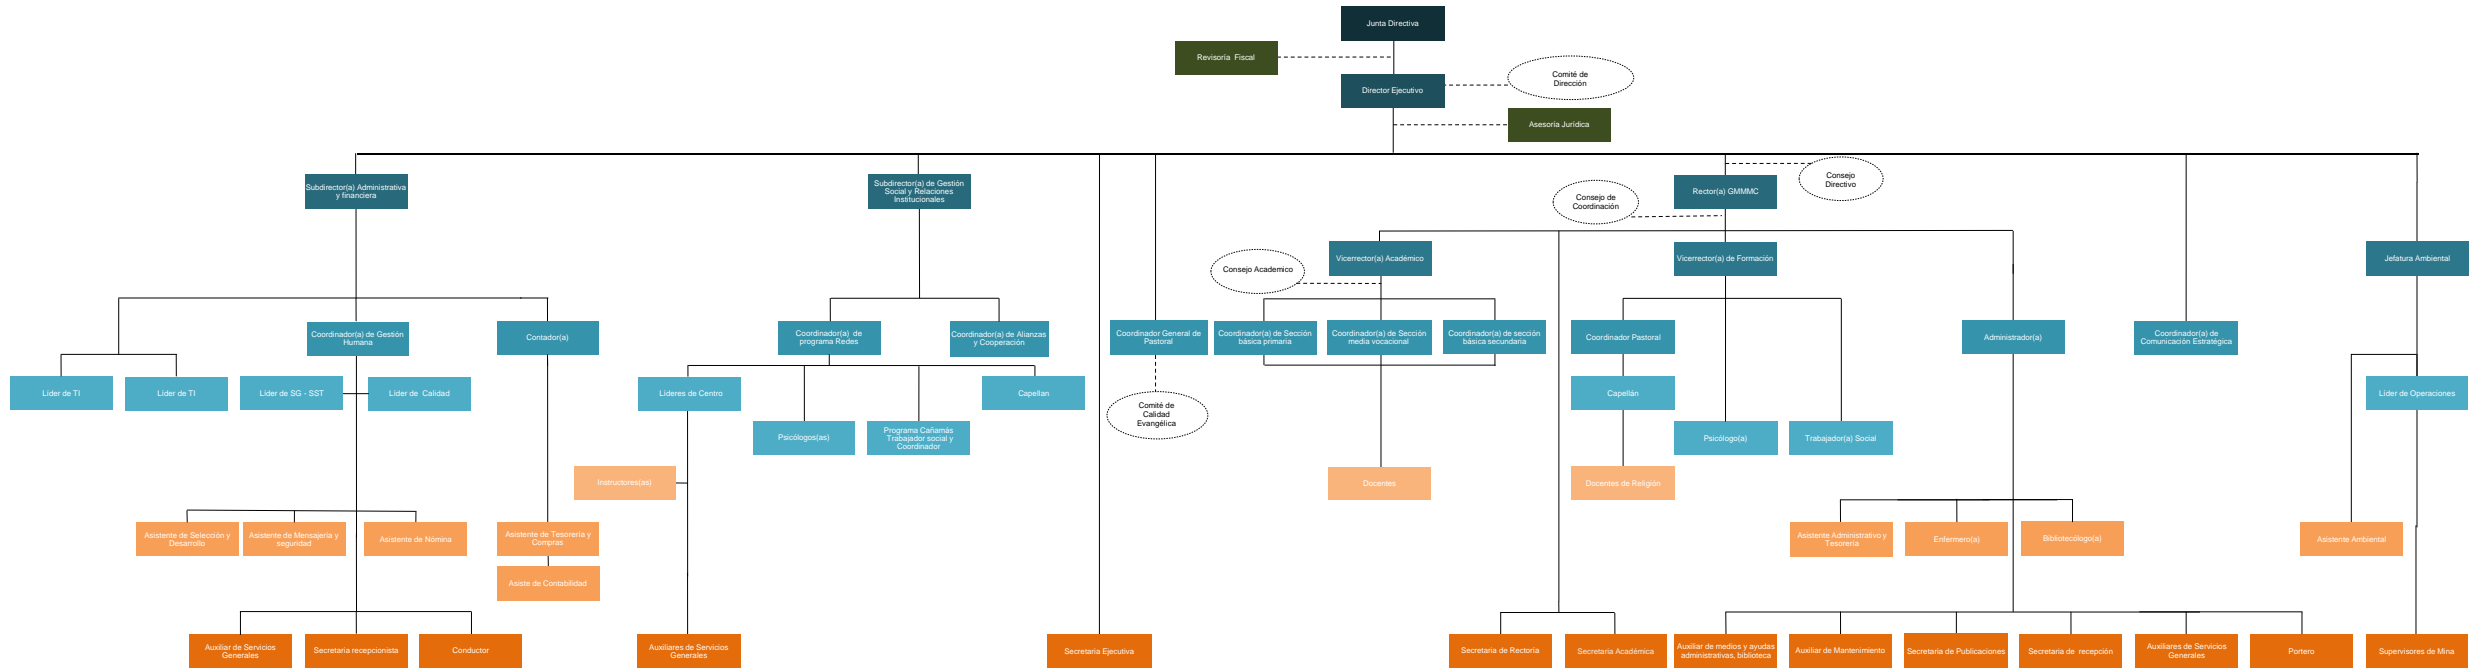 Junta Directiva
Revisoría  Fiscal
Comité de
Dirección
Director Ejecutivo
Asesoría Jurídica
Subdirector(a) Administrativa
y financiera
Subdirector(a) de Gestión
Social y Relaciones
Institucionales
Rector(a) GMMMC
Consejo
Directivo
Consejo de
Coordinación
Vicerrector(a) Académico
Vicerrector(a) de Formación
Jefatura Ambiental
Consejo Academico
Coordinador(a) de Gestión
Humana
Contador(a)
Coordinador(a)  de
programa Redes
Coordinador(a) de Alianzas
y Cooperación
Coordinador General de
Pastoral
Coordinador(a) de Sección
básica primaria
Coordinador(a) de Sección
media vocacional
Coordinador(a) de sección
básica secundaria
Coordinador Pastoral
Administrador(a)
Coordinador(a) de
Comunicación Estratégica
Líder de TI
Líder de TI
Líder de SG - SST
Líder de  Calidad
Líderes de Centro
Capellan
Comité de
Calidad
Evangélica
Capellán
Líder de Operaciones
Psicólogos(as)
Programa Cañamás
Trabajador social y
Coordinador
Psicólogo(a)
Trabajador(a) Social
Instructores(as)
Docentes
Docentes de Religión
Asistente de Selección y
Desarrollo
Asistente de Mensajería y
seguridad
Asistente de Nómina
Asistente de Tesorería y
Compras
Asistente Administrativo y
Tesorería
Enfermero(a)
Bibliotecólogo(a)
Asistente Ambiental
Asiste de Contabilidad
Auxiliar de Servicios
Generales
Secretaria recepcionista
Conductor
Auxiliares de Servicios
Generales
Secretaria Ejecutiva
Secretaria de Rectoría
Secretaria Académica
Auxiliar de medios y ayudas
administrativas, biblioteca
Auxiliar de Mantenimiento
Secretaria de Publicaciones
Secretaria de  recepción
Auxiliares de Servicios
Generales
Portero
Supervisores de Mina